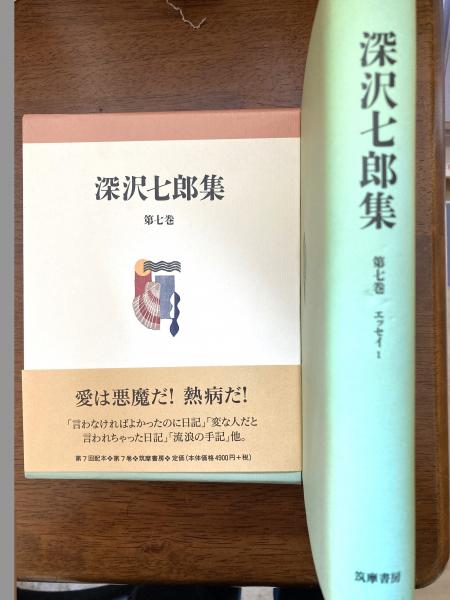 深沢七郎集
第七巻
愛は悪魔だ！熱病だ！
「言わなければよかったのに日記」「変な人だと
言われちゃった日記」「流浪の手記」他。
第7回配本❖第7巻❖筑摩書房❖定価（本体価格4900円＋税）
深沢七郎集
第七巻
エッセイ1
筑摩書房